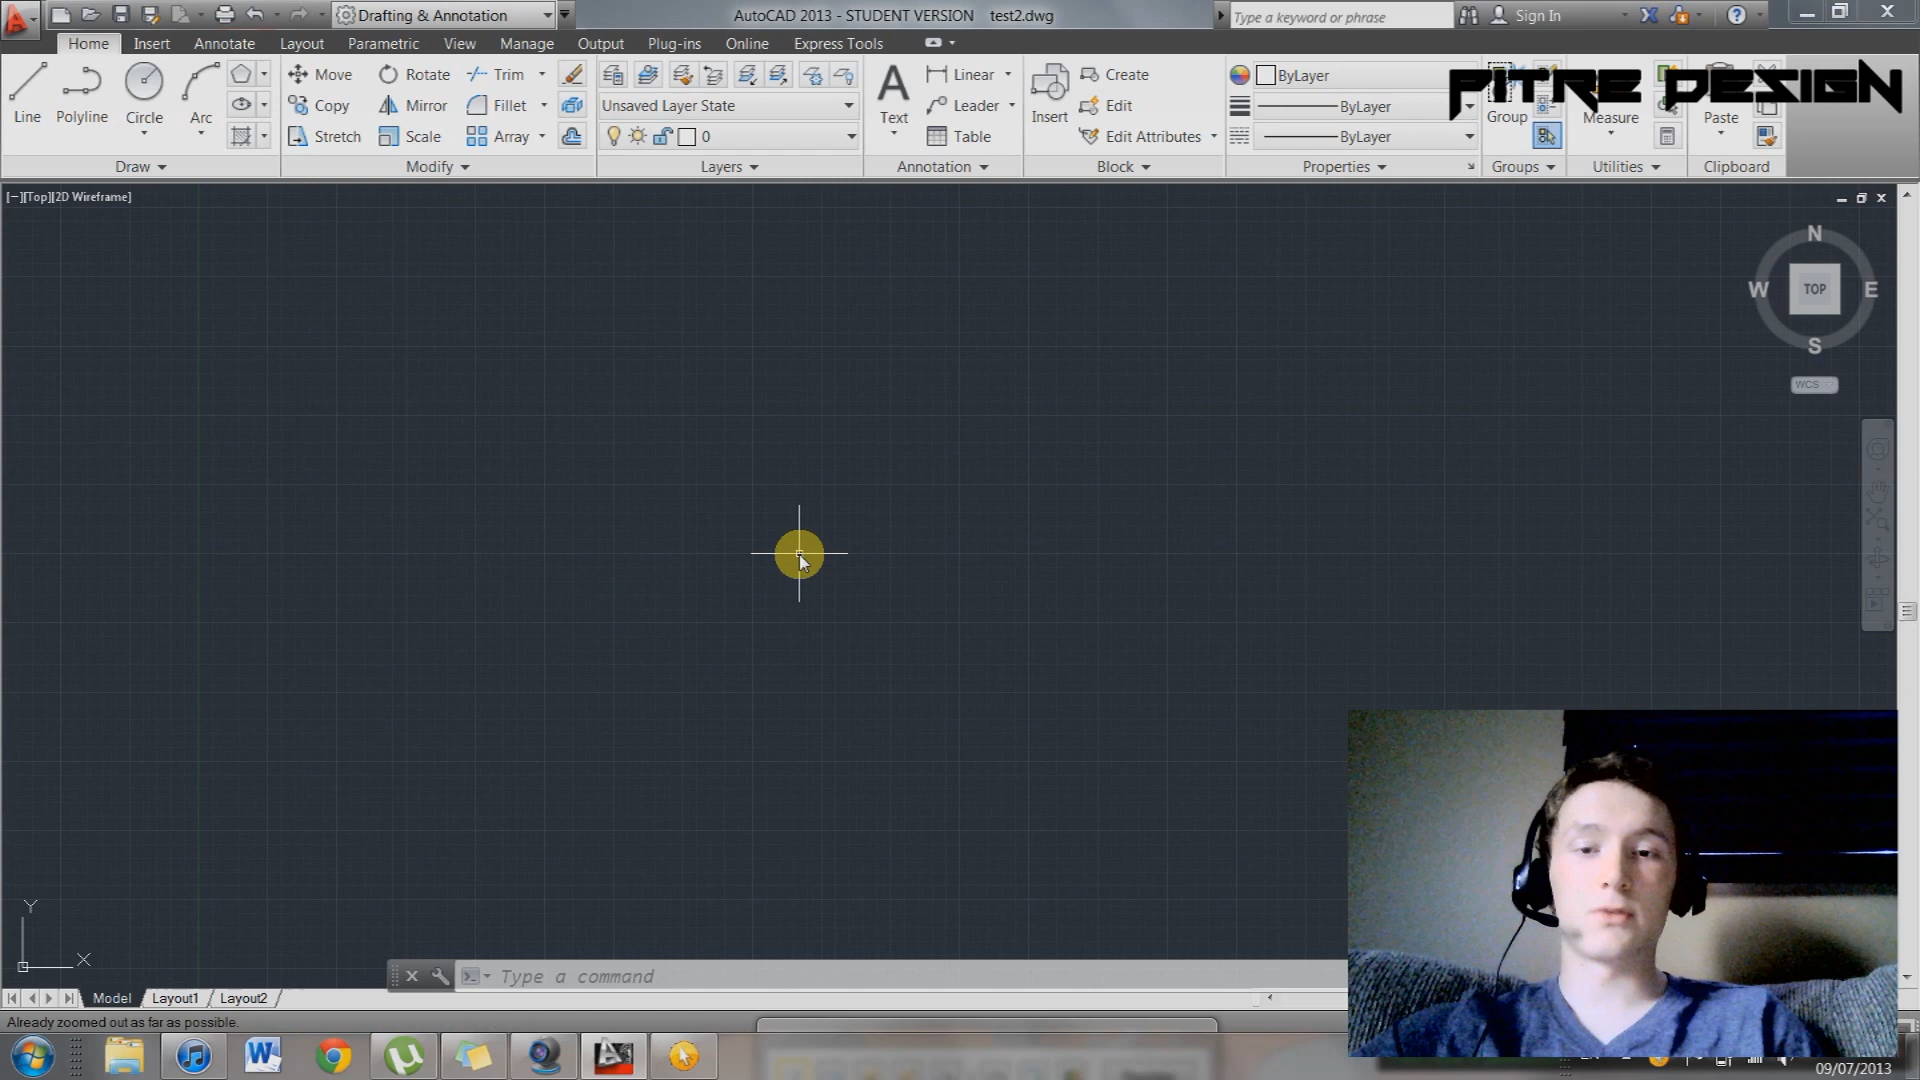 Drafting & Annotation
AutoCAD 2013 - STUDENT VERSION test2.dwg
Type a keyword or phrase
Sign In
Home Insert Annotate Layout Parametric View Manage Output Plug-ins Online Express Tools
Line
Polyline
Circle
Arc
Draw
Move
Rotate
Trim
Copy
Mirror
Fillet
Stretch
Scale
Array
Modify
Unsaved Layer State
0
Layers
Text
Linear
Leader
Table
Annotation
Insert
Create
Edit
Edit Attributes
Block
ByLayer
ByLayer
ByLayer
Properties
Group
Groups
Measure
Utilities
Paste
Clipboard
PITRE DESIGN
[−][Top][2D Wireframe]
N
W TOP E
S
WCS
Y
X
Type a command
Model Layout1 Layout2
Already zoomed out as far as possible.
09/07/2013